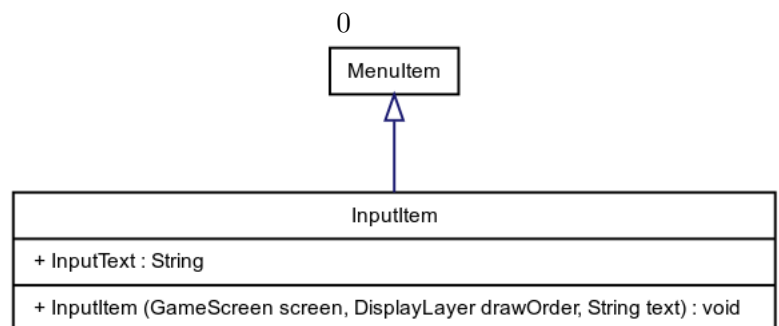 0
MenuItem
InputItem
+ InputText : String
+ InputItem (GameScreen screen, DisplayLayer drawOrder, String text) : void